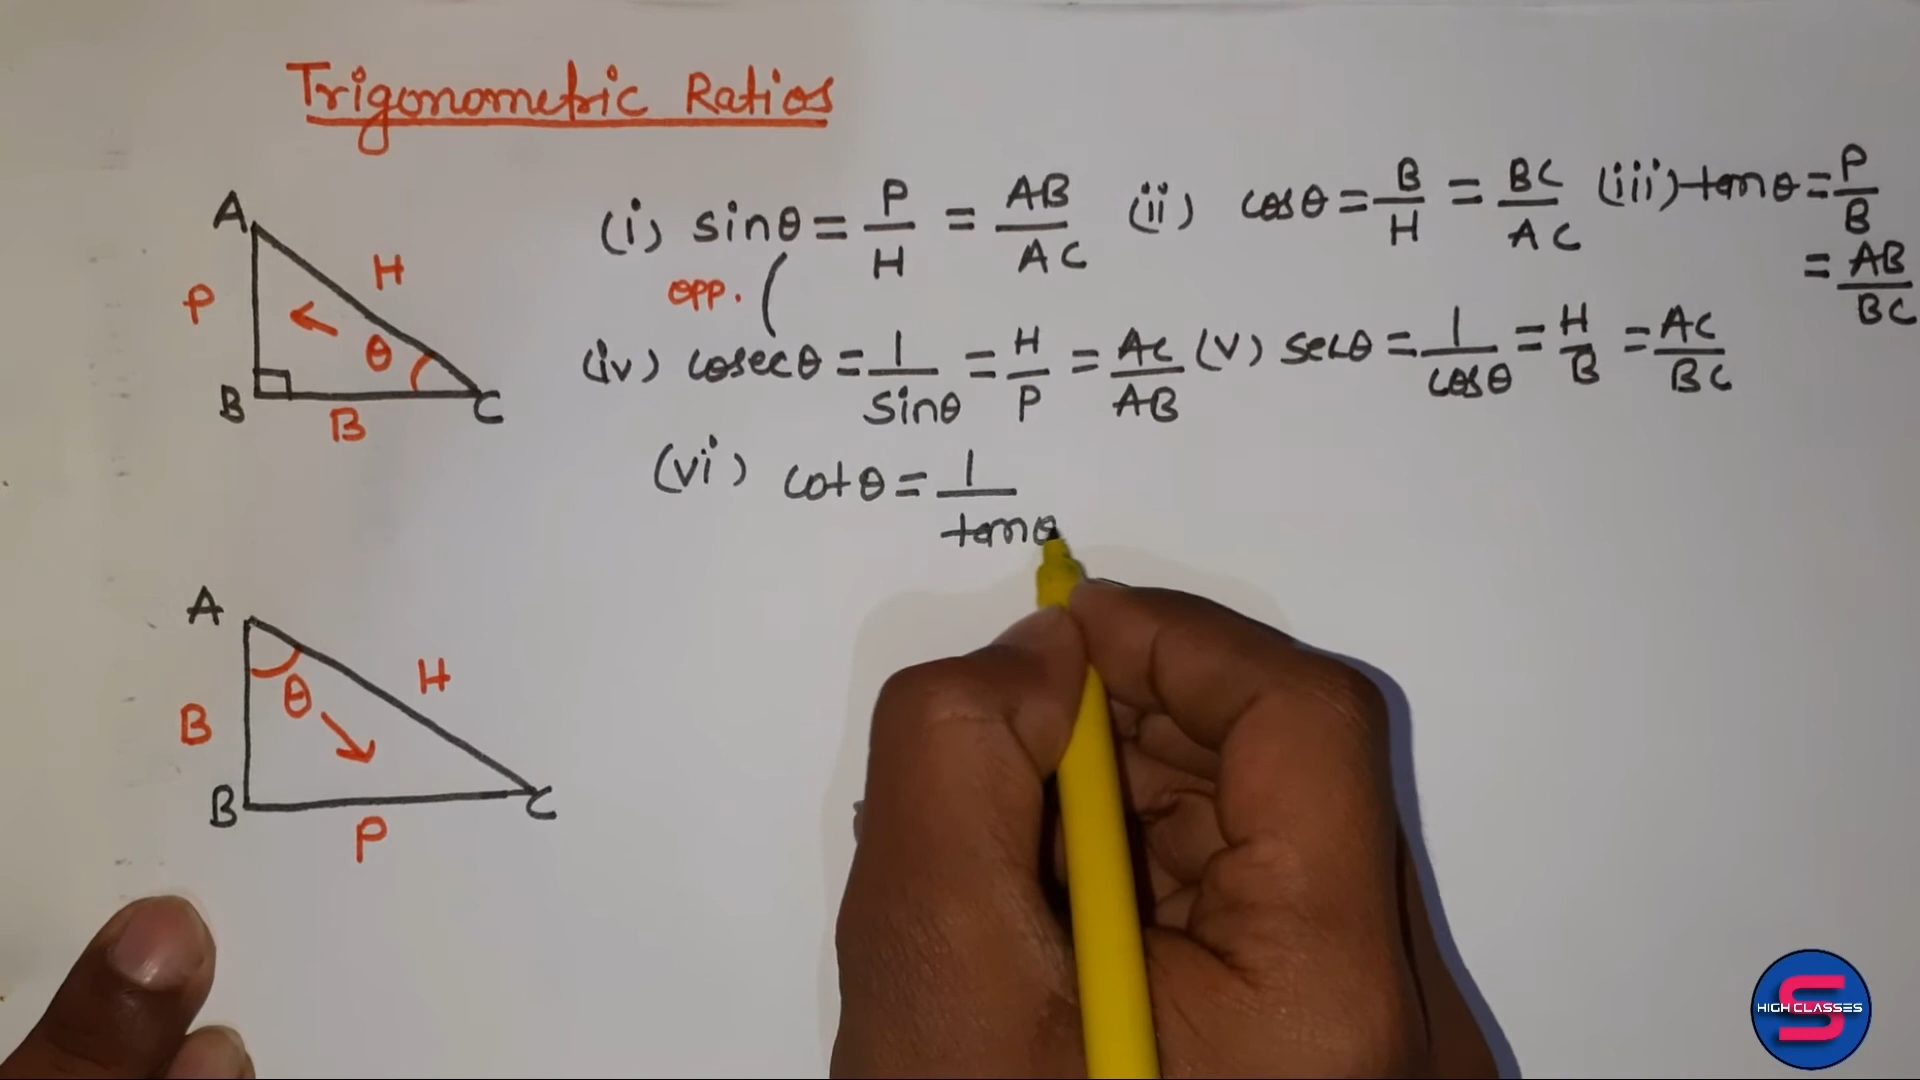 Trigonometric Ratios
(i) sinθ = P/H = AB/AC (ii) cosθ = B/H = BC/AC (iii) tanθ = P/B
= AB/BC
opp.
(iv) cosecθ = 1/sinθ = H/P = AC/AB (v) secθ = 1/cosθ = H/B = AC/BC
(vi) cotθ = 1/tanθ
A
H
P
θ
B
C
B
A
H
θ
B
B
C
P
S
HIGH CLASSES